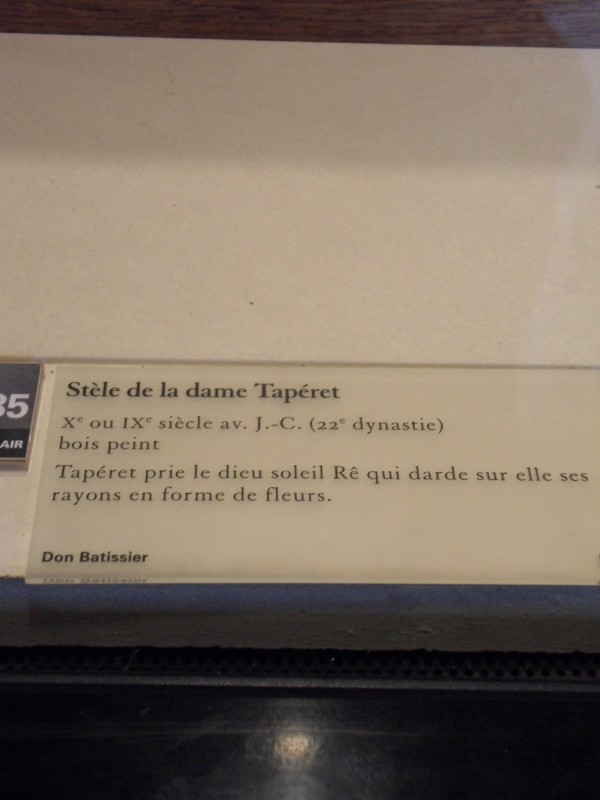 Stèle de la dame Tapéret
Xe ou IXe siècle av. J.-C. (22e dynastie)
bois peint
Tapéret prie le dieu soleil Rê qui darde sur elle ses
rayons en forme de fleurs.
Don Batissier
35
AIR